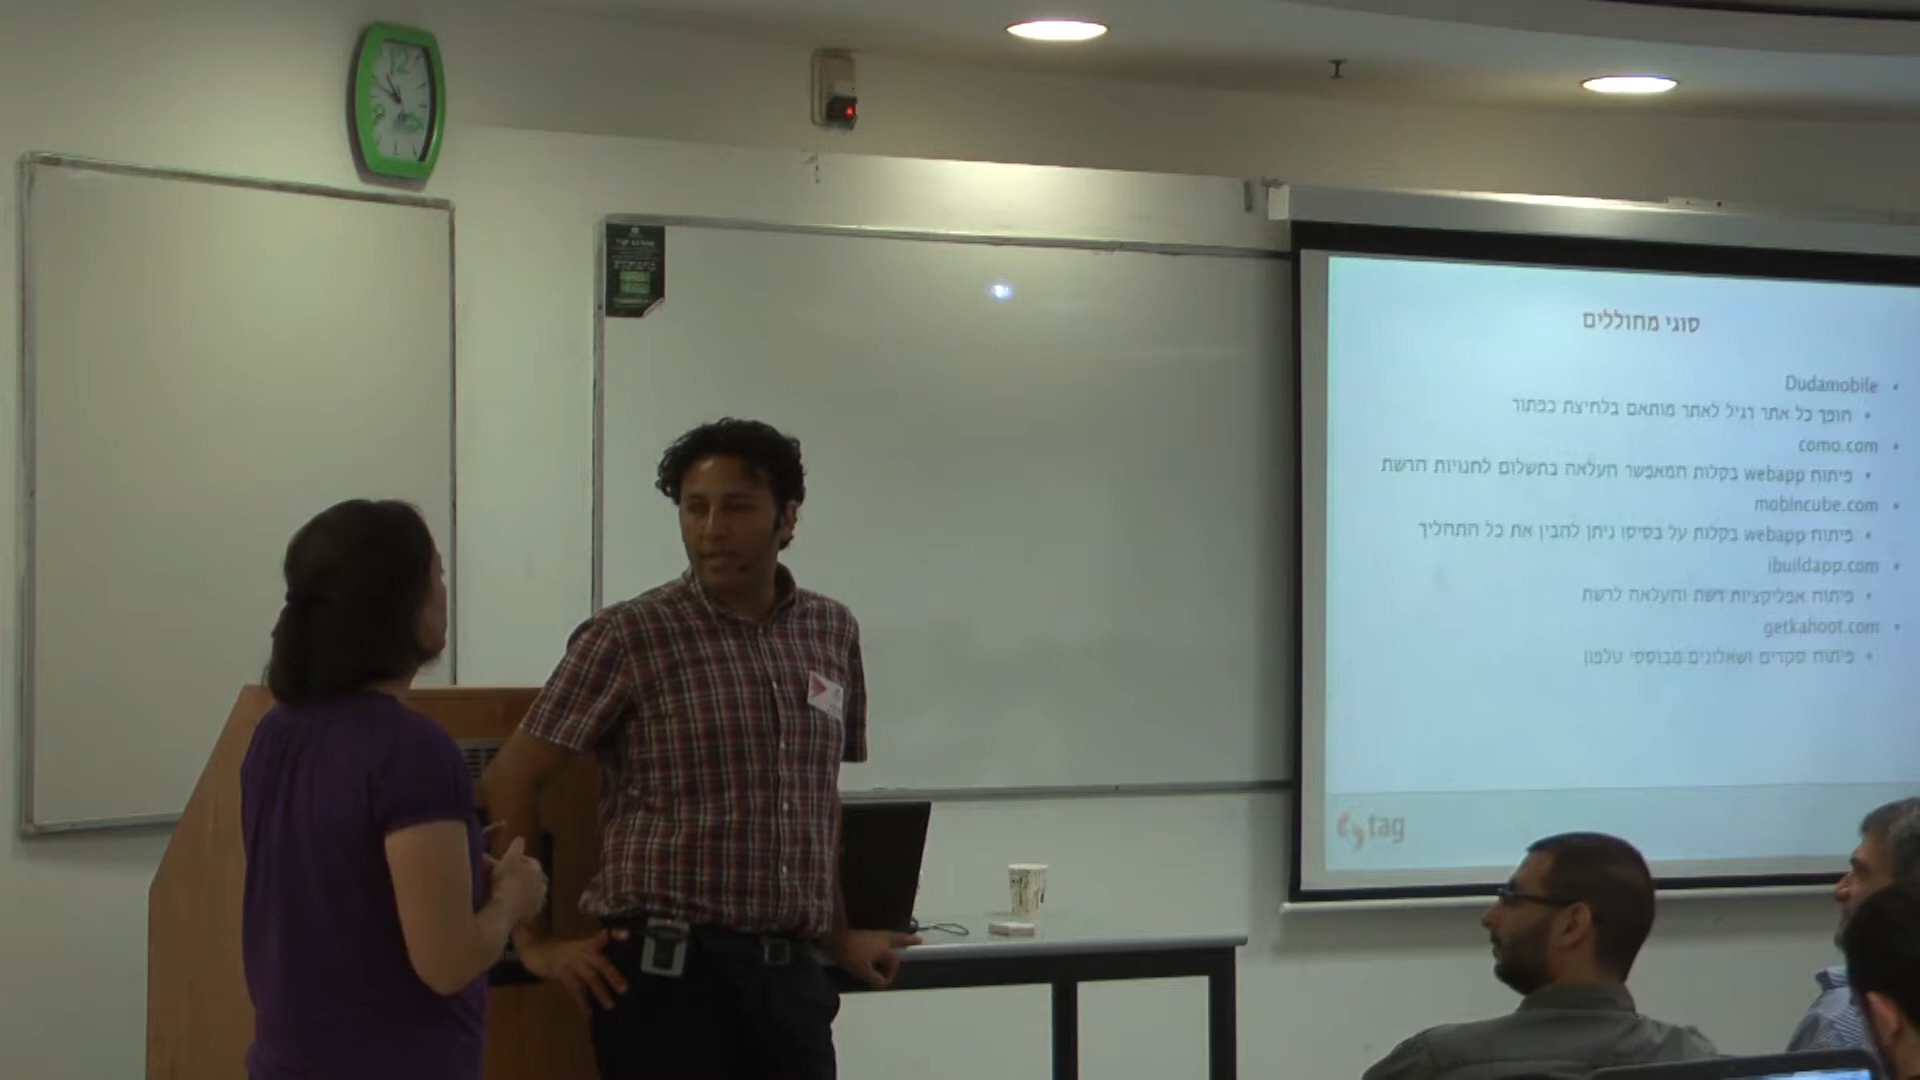 12
סוגי מחוללים
Dudamobile
הופך כל אתר רגיל לאתר מותאם בלחיצת כפתור
como.com
פיתוח webapp בקלות המאפשר העלאה בתשלום לחנויות הרשת
mobincube.com
פיתוח webapp בקלות על בסיסו ניתן להבין את כל התהליך
ibuildapp.com
פיתוח אפליקציות רשת והעלאה לרשת
getkahoot.com
פיתוח סקרים ושאלונים מבוססי טלפון
tag